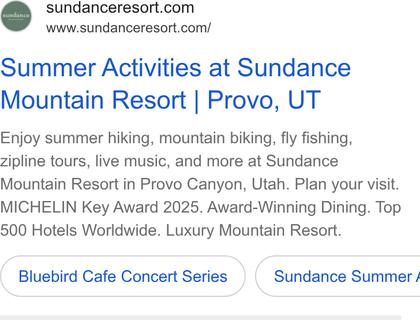 sundance
sundanceresort.com
www.sundanceresort.com/
Summer Activities at Sundance
Mountain Resort | Provo, UT
Enjoy summer hiking, mountain biking, fly fishing,
zipline tours, live music, and more at Sundance
Mountain Resort in Provo Canyon, Utah. Plan your visit.
MICHELIN Key Award 2025. Award-Winning Dining. Top
500 Hotels Worldwide. Luxury Mountain Resort.
Bluebird Cafe Concert Series
Sundance Summer A